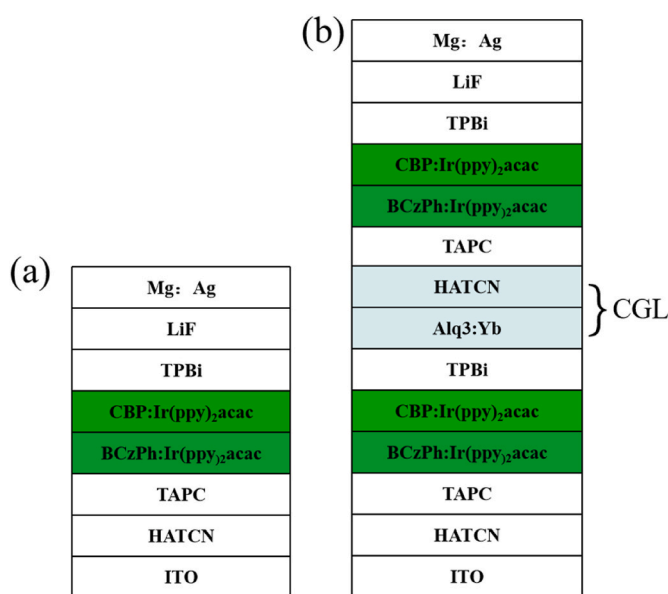 (b)
Mg：Ag
LiF
TPBi
CBP:Ir(ppy)₂acac
BCzPh:Ir(ppy₎₂acac
TAPC
HATCN
Alq3:Yb
CGL
TPBi
CBP:Ir(ppy)₂acac
BCzPh:Ir(ppy₎₂acac
TAPC
HATCN
ITO
(a)
Mg：Ag
LiF
TPBi
CBP:Ir(ppy)₂acac
BCzPh:Ir(ppy₎₂acac
TAPC
HATCN
ITO